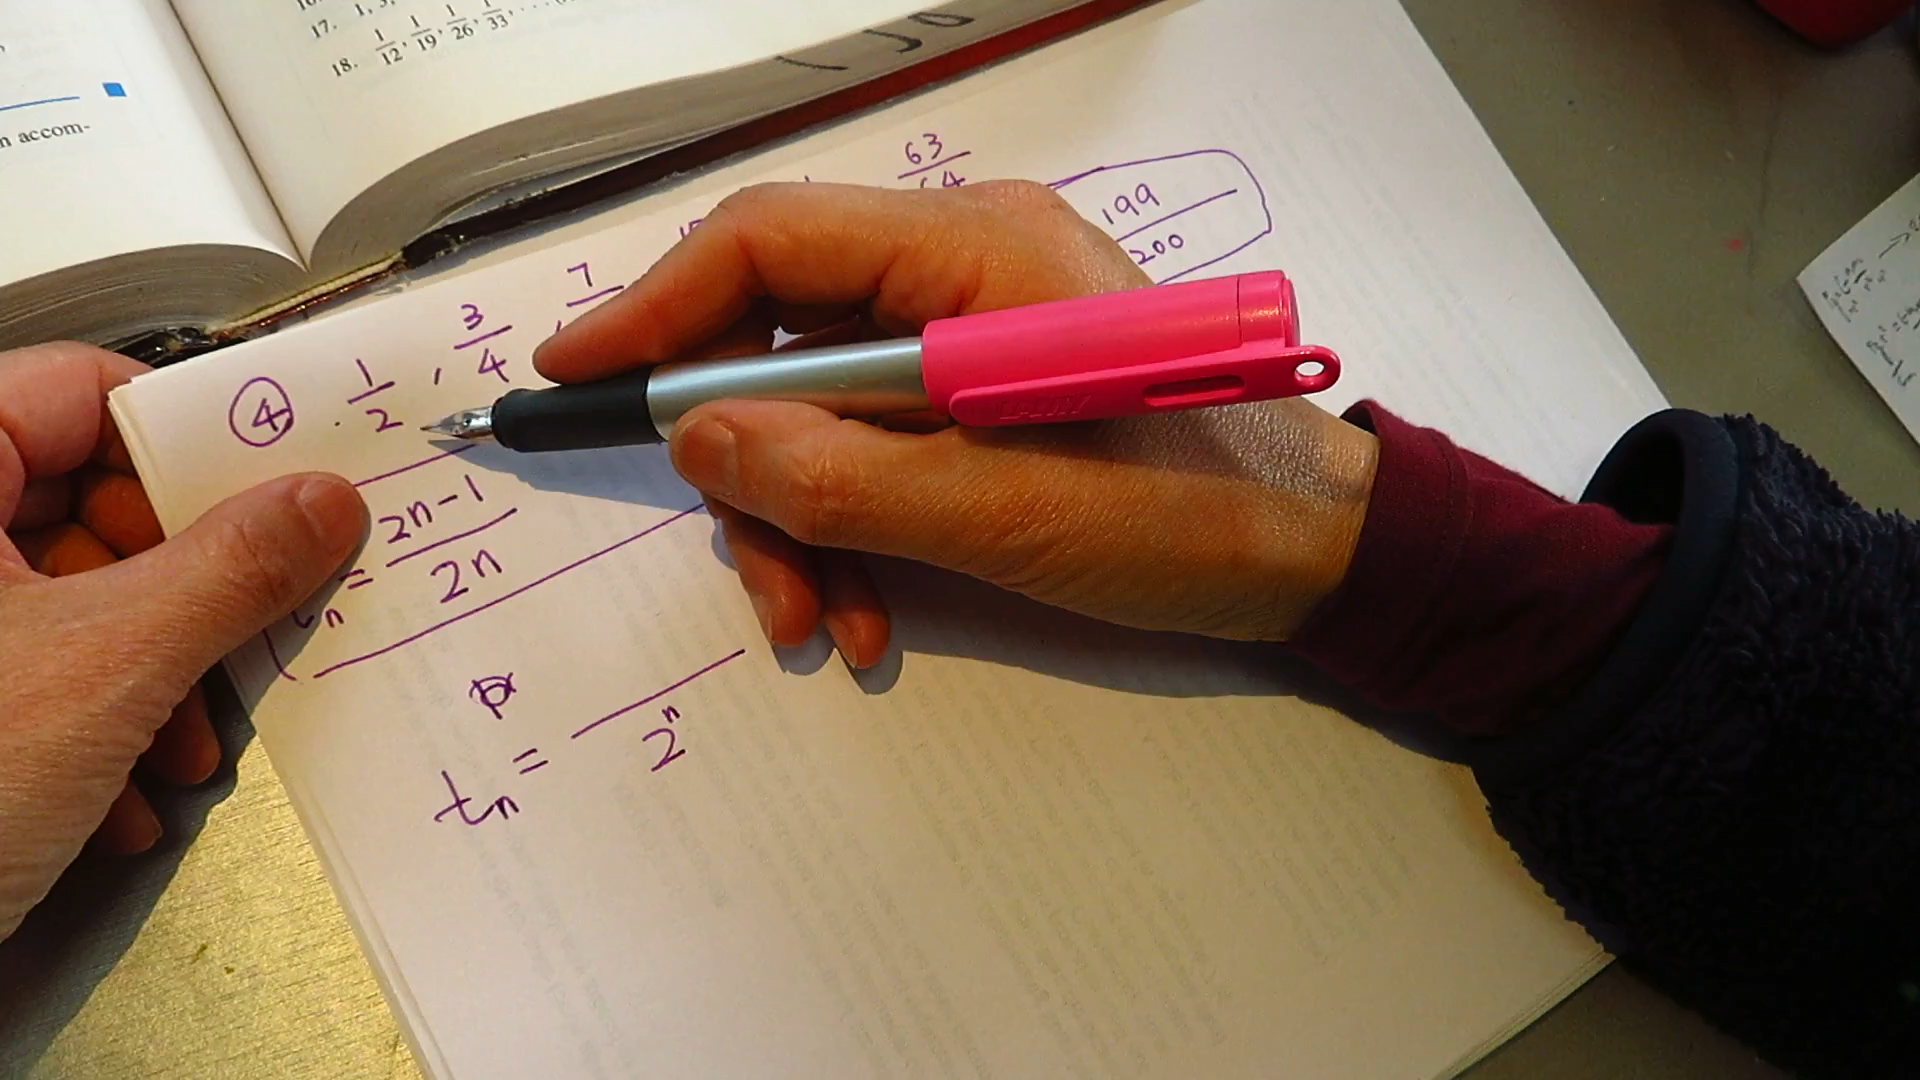 17. 1, 3,
18. 1/12, 1/19, 1/26, 1/33, . . .
n accom-
④ 1/2, 3/4, 7 63/64 199/200
tn = 2n-1/2n
tn = /2ⁿ
LAMY